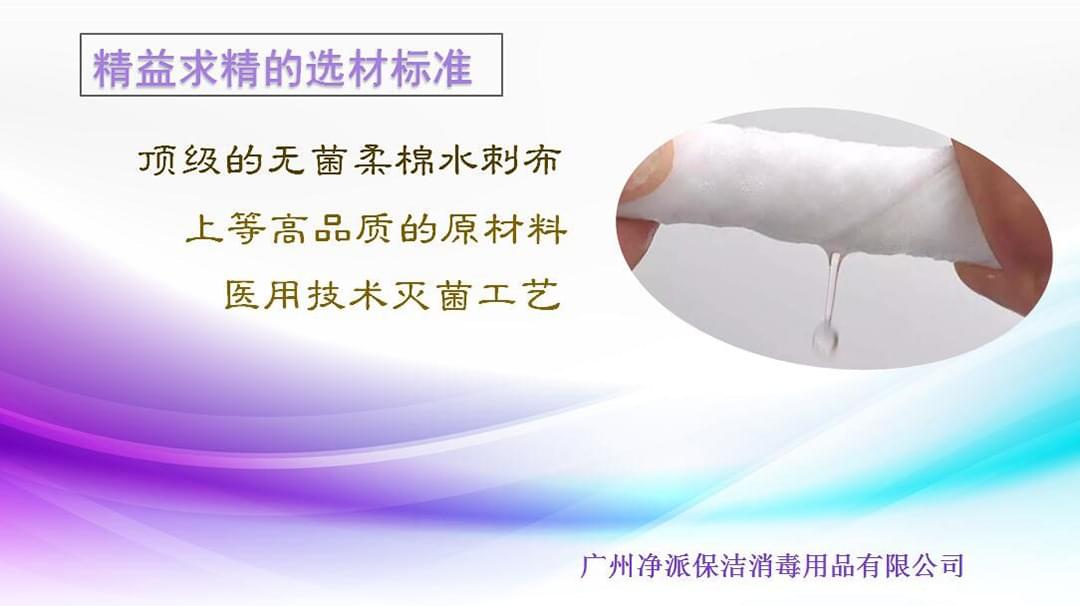 精益求精的选材标准
顶级的无菌柔棉水刺布
上等高品质的原材料
医用技术灭菌工艺
广州净派保洁消毒用品有限公司